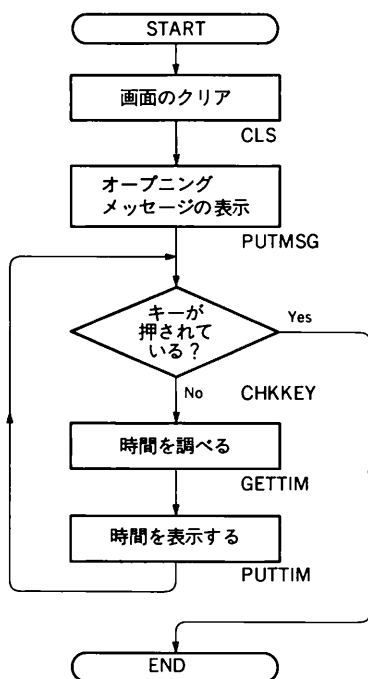 START
画面のクリア
CLS
オープニング
メッセージの表示
PUTMSG
キーが
押されて
いる？
Yes
No
CHKKEY
時間を調べる
GETTIM
時間を表示する
PUTTIM
END